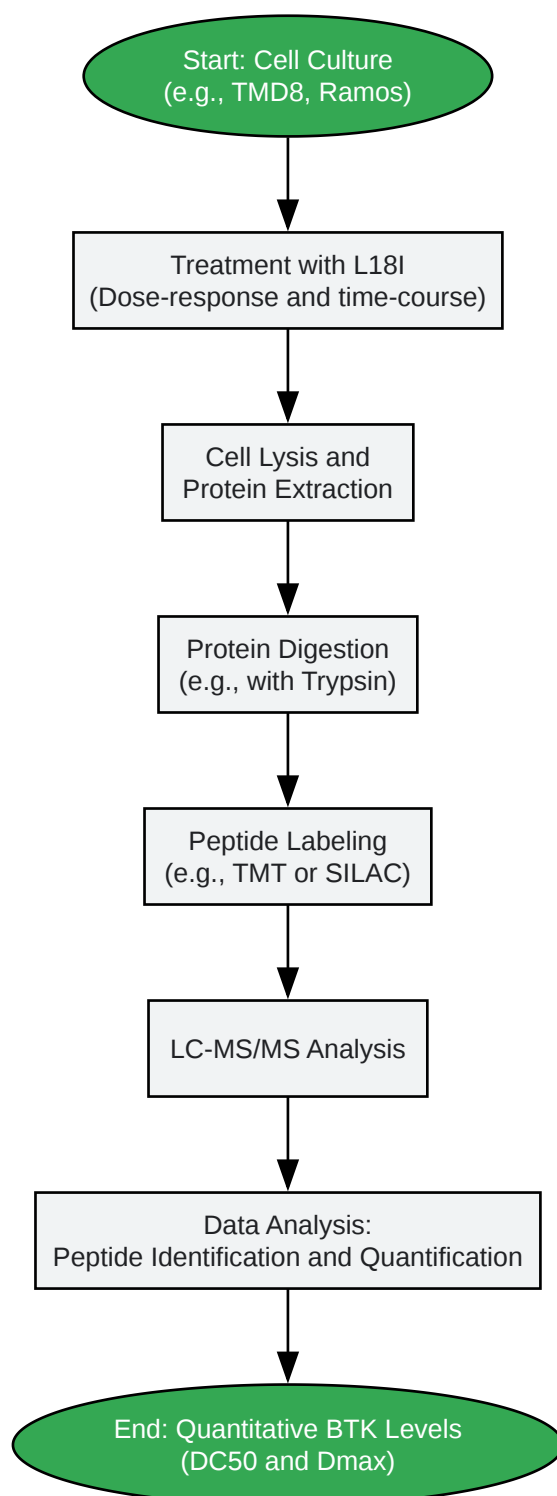 Start: Cell Culture
(e.g., TMD8, Ramos)
Treatment with L18I
(Dose-response and time-course)
Cell Lysis and
Protein Extraction
Protein Digestion
(e.g., with Trypsin)
Peptide Labeling
(e.g., TMT or SILAC)
LC-MS/MS Analysis
Data Analysis:
Peptide Identification and Quantification
End: Quantitative BTK Levels
(DC50 and Dmax)